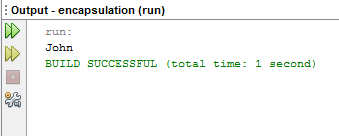 Output - encapsulation (run)
run:
John
BUILD SUCCESSFUL (total time: 1 second)